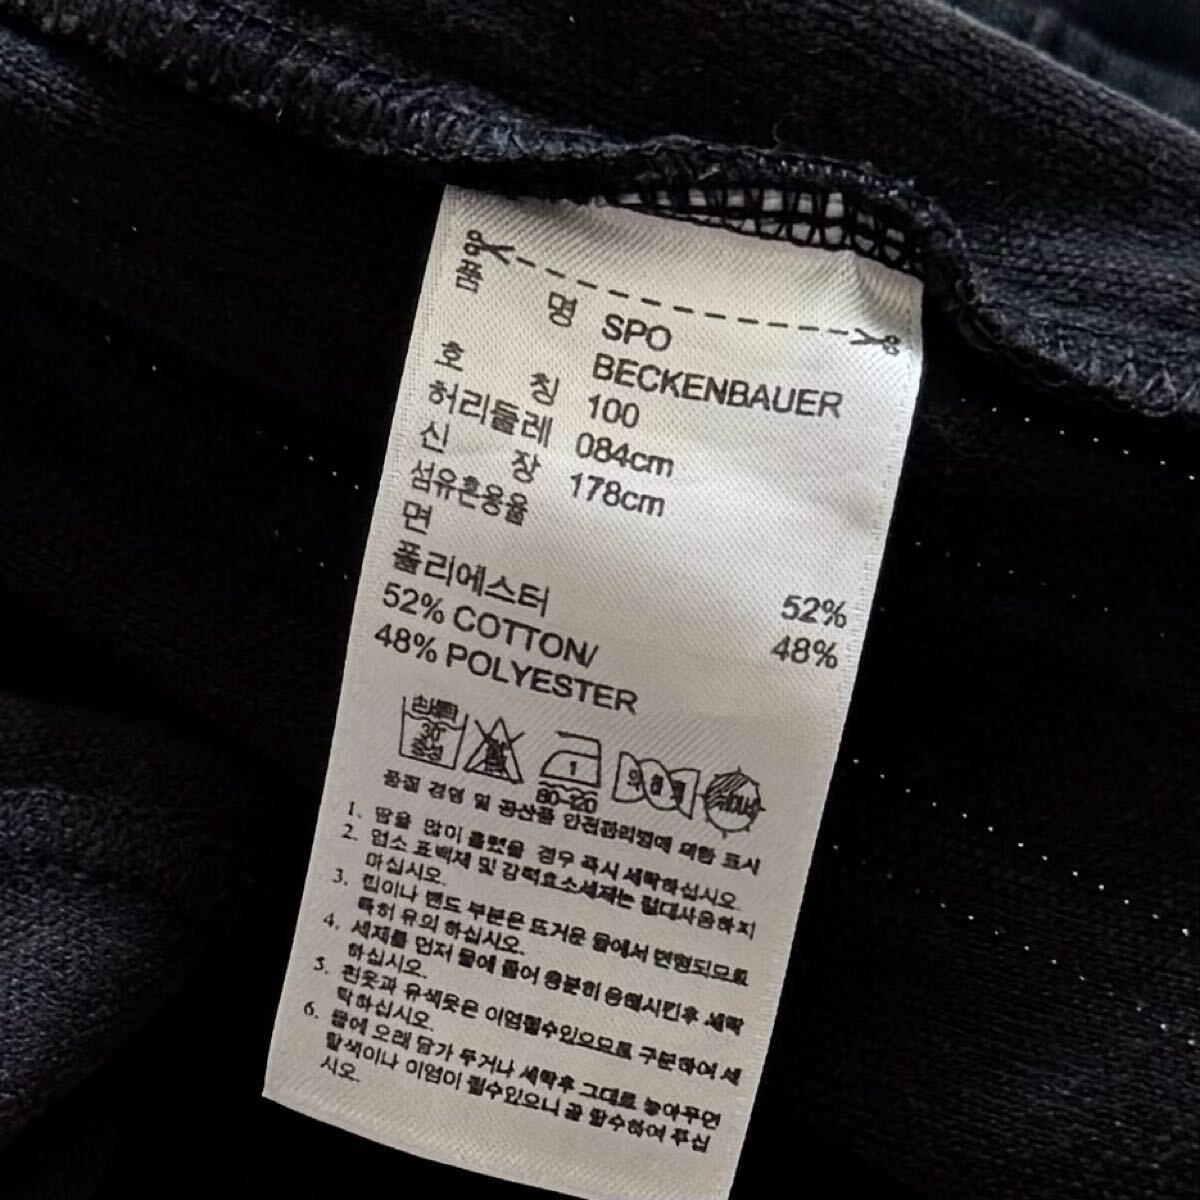 품 명 SPO
BECKENBAUER
호 칭 100
허리둘레 084cm
신 장 178cm
섬유혼용율
면 52%
폴리에스터 48%
52% COTTON/
48% POLYESTER
손세탁
30°
중성
1
80-120
품질 경영 및 공산품 안전관리법에 의한 표시
1. 땀을 많이 흘렸을 경우 즉시 세탁하십시오
2. 염소 표백제 및 강력효소세제는 절대사용하지
마십시오.
3. 립이나 밴드 부분은 뜨거운 물에서 변형되므로
특히 유의 하십시오.
4. 세제를 먼저 물에 풀어 충분히 용해시킨후 세탁
하십시오.
5. 흰옷과 유색옷은 이염될수있으므로 구분하여 세
탁하십시오.
6. 물에 오래 담가 두거나 세탁후 그대로 놓아두면
탈색이나 이염이 될수있으니 곧 탈수하여 주십
시오.